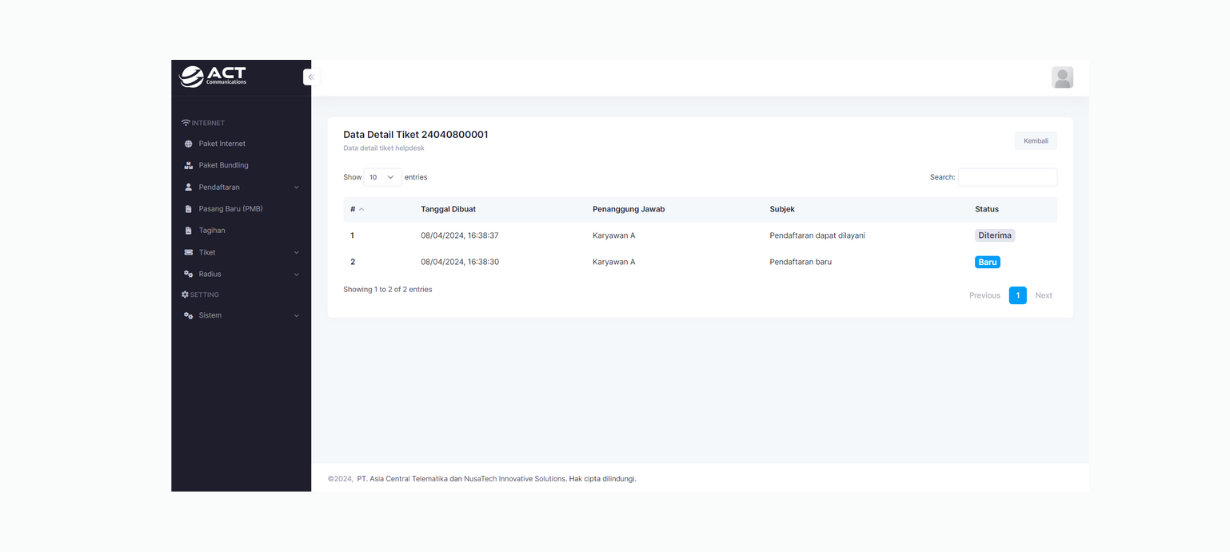 ACT
Communications
INTERNET
Paket Internet
Paket Bundling
Pendaftaran
Pasang Baru (PMB)
Tagihan
Tiket
Radius
SETTING
Sistem
Data Detail Tiket 24040800001
Data detail tiket helpdesk
Kembali
Show 10 entries
Search:
# Tanggal Dibuat Penanggung Jawab Subjek Status
1 08/04/2024, 16:38:37 Karyawan A Pendaftaran dapat dilayani Diterima
2 08/04/2024, 16:38:30 Karyawan A Pendaftaran baru Baru
Showing 1 to 2 of 2 entries
Previous 1 Next
©2024, PT. Asia Central Telematika dan NusaTech Innovative Solutions. Hak cipta dilindungi.